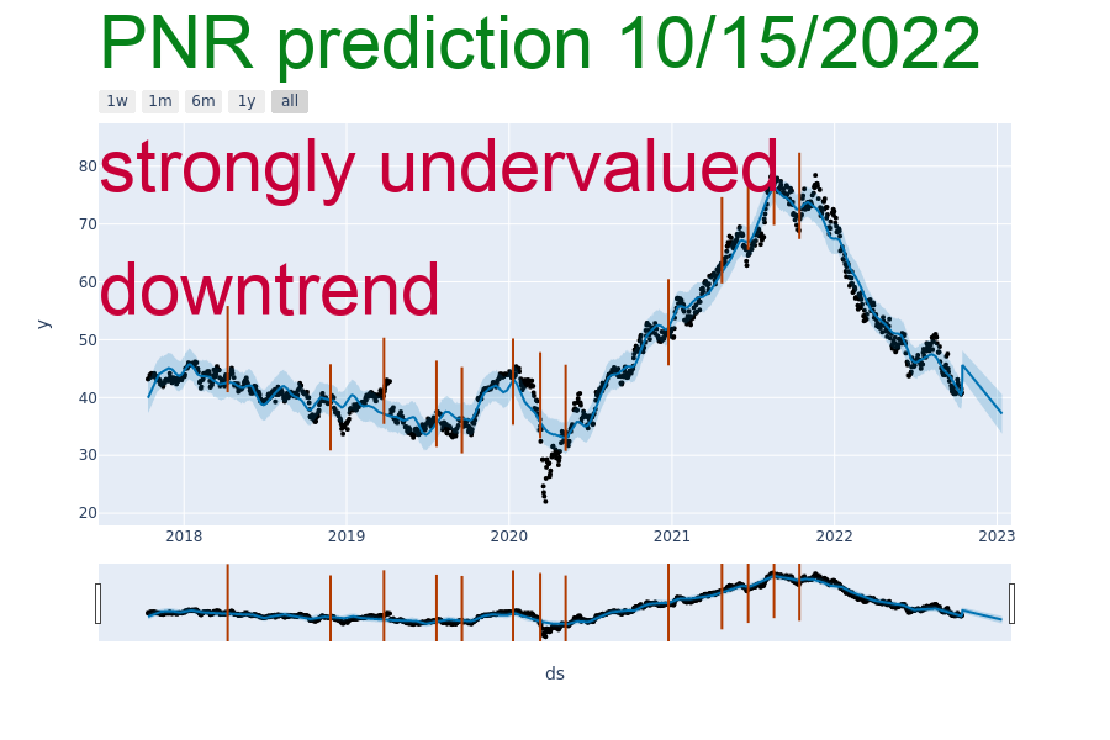 PNR prediction 10/15/2022
1w 1m 6m 1y all
strongly undervalued
downtrend
80
70
60
50
40
30
20
y
2018 2019 2020 2021 2022 2023
ds